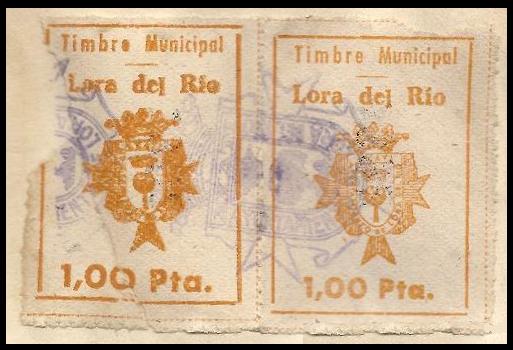 Timbre Municipal
Lora del Río
1,00 Pta.
Timbre Municipal
Lora del Río
1,00 Pta.